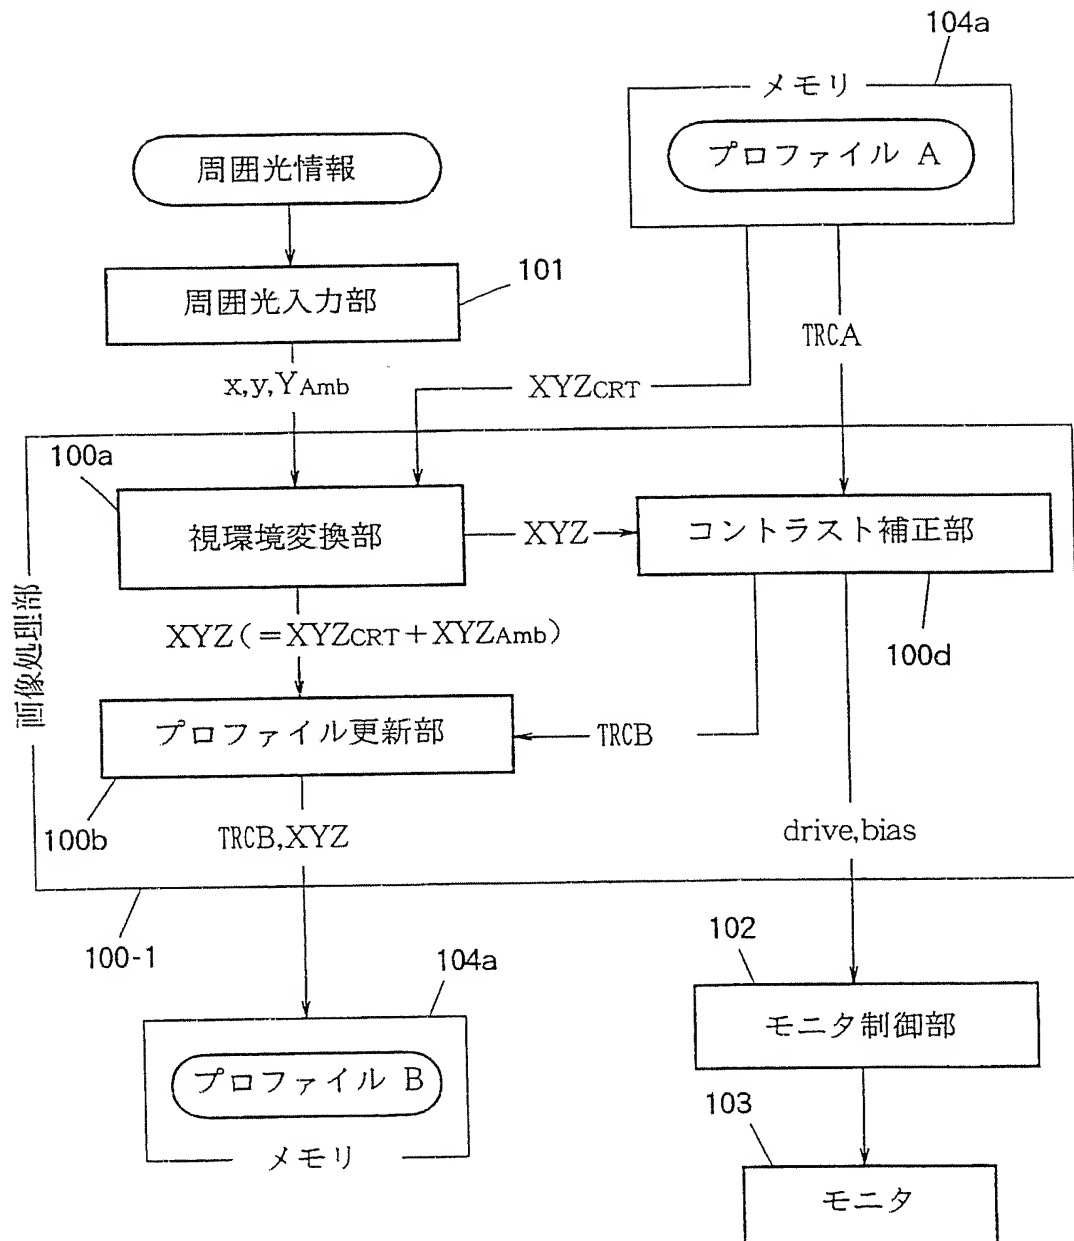 104a
メモリ
プロファイル A
周囲光情報
101
周囲光入力部
TRCA
x,y,YAmb
XYZCRT
100a
視環境変換部
XYZ
コントラスト補正部
画像処理部
XYZ(=XYZCRT+XYZAmb)
100d
プロファイル更新部
TRCB
100b
TRCB,XYZ
drive,bias
100-1
104a
102
モニタ制御部
プロファイル B
メモリ
103
モニタ